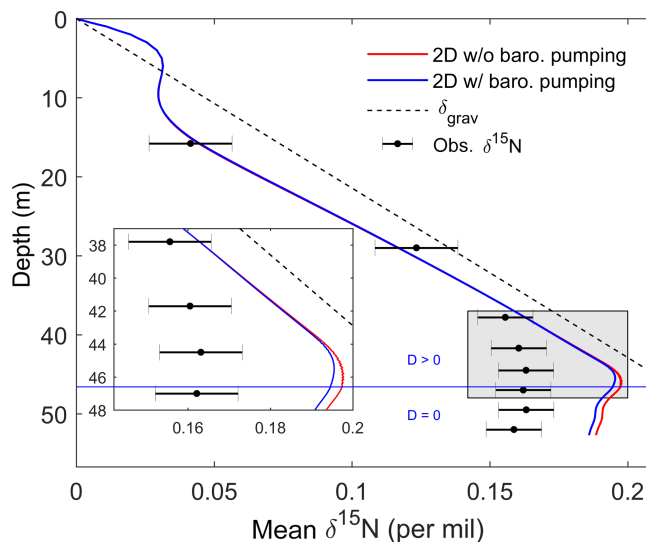 0
10
20
30
40
50
Depth (m)
2D w/o baro. pumping
2D w/ baro. pumping
δgrav
Obs. δ¹⁵N
38
40
42
44
46
48
0.16
0.18
0.2
D > 0
D = 0
0
0.05
0.1
0.15
0.2
Mean δ¹⁵N (per mil)